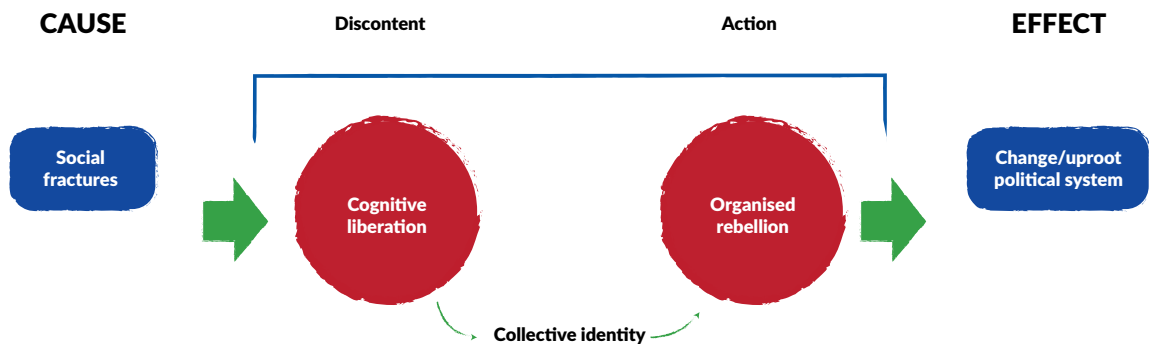 CAUSE
Discontent
Action
EFFECT
Social
fractures
Cognitive
liberation
Organised
rebellion
Change/uproot
political system
Collective identity